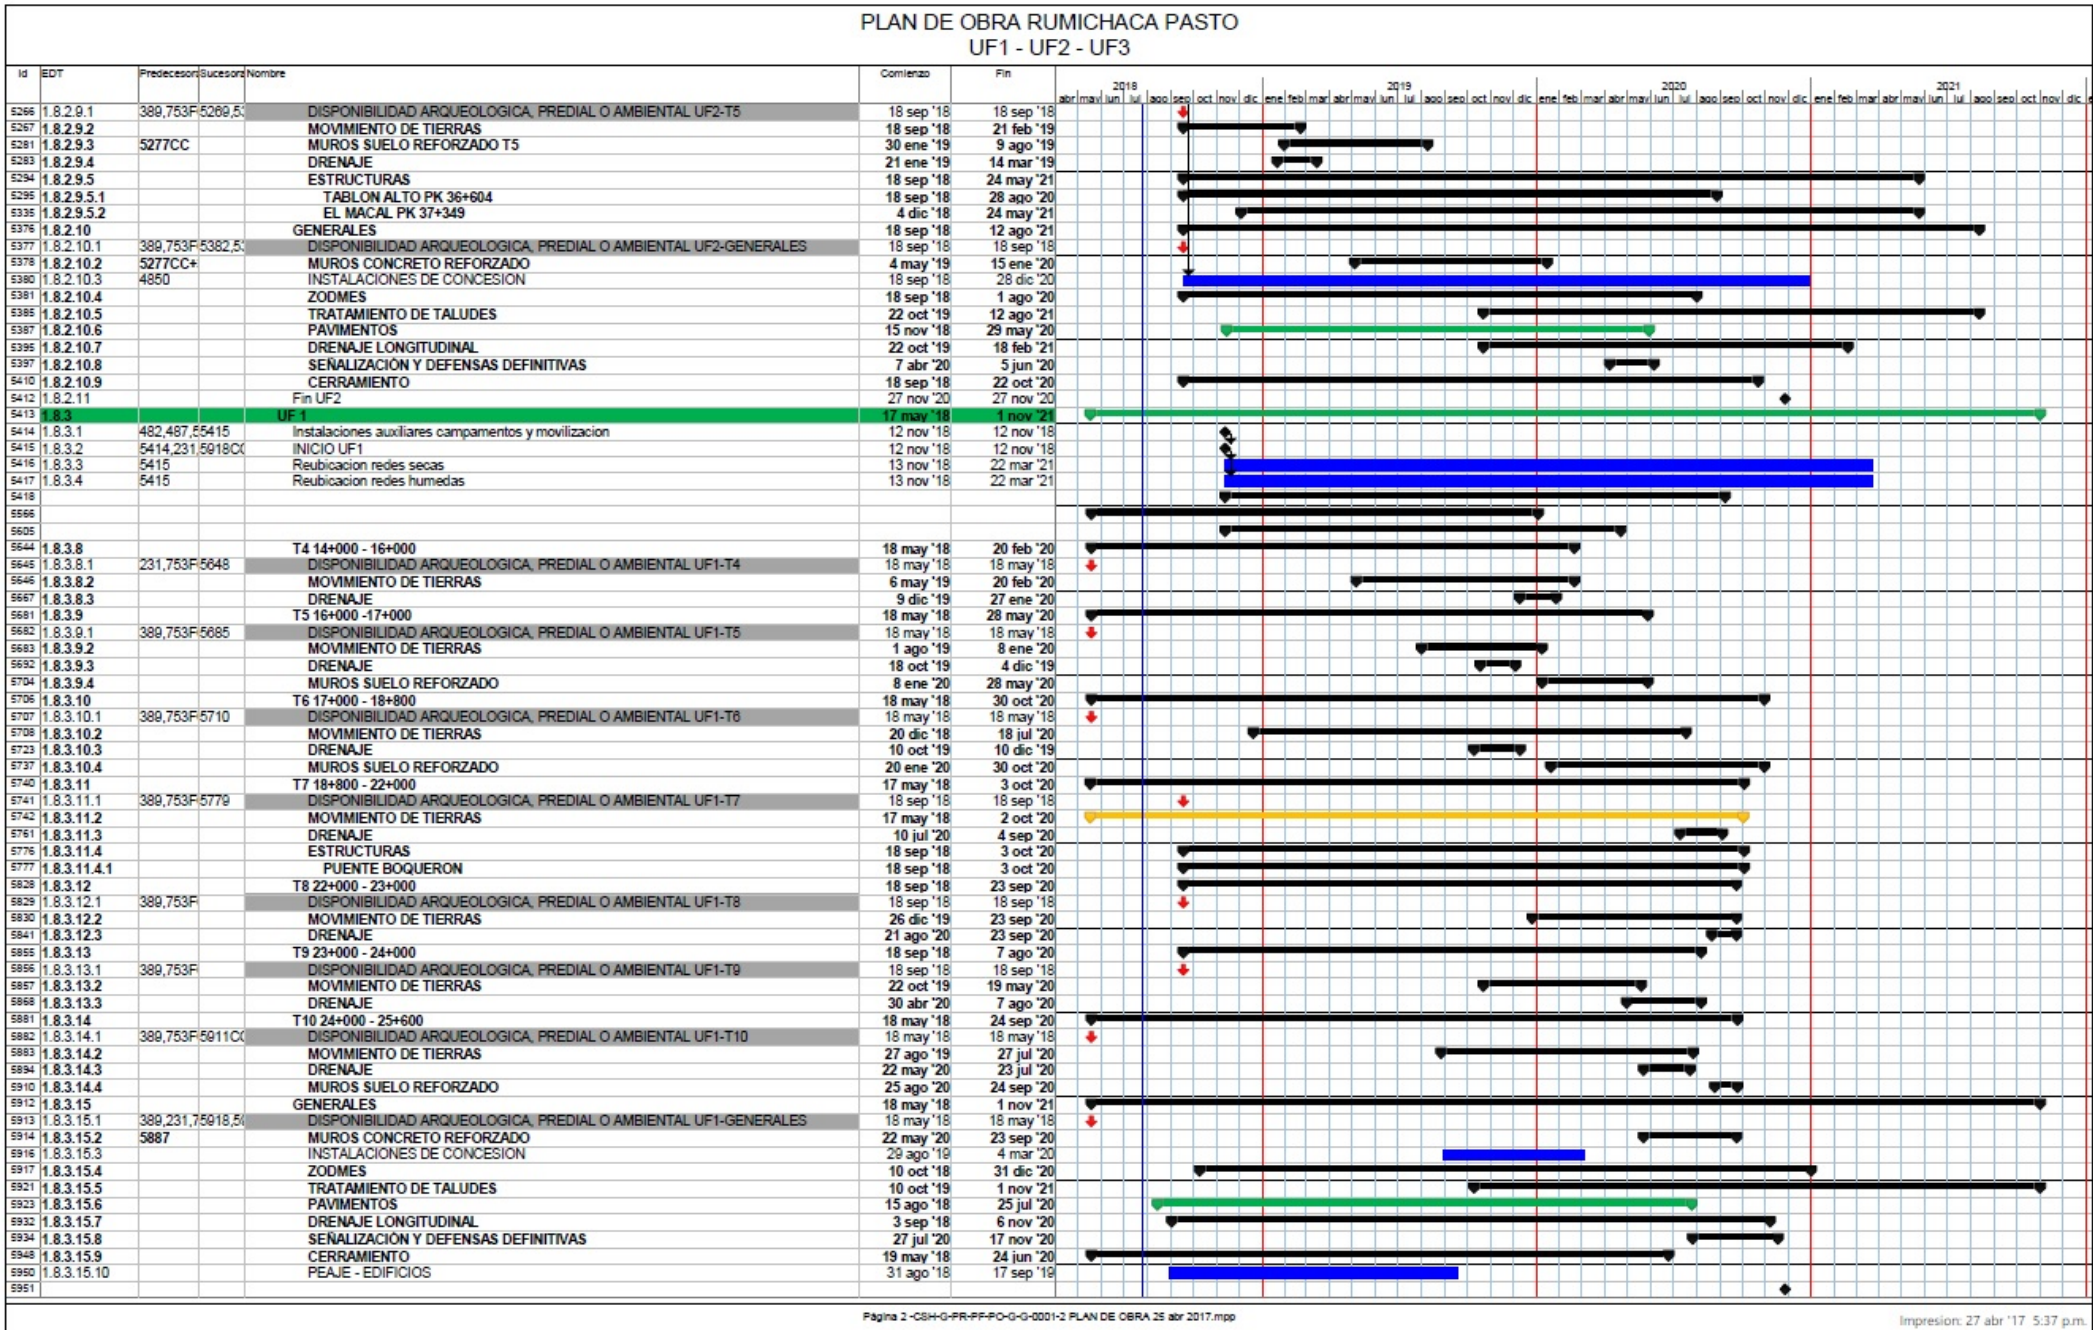 PLAN DE OBRA RUMICHACA PASTO
UF1 - UF2 - UF3
Id EDT Predecesor Sucesora Nombre Comienzo Fin
2018 2019 2020 2021
abr may jun jul ago sep oct nov dic ene feb mar abr may jun jul ago sep oct nov dic ene feb mar abr may jun jul ago sep oct nov dic ene feb mar abr may jun jul ago sep oct nov dic
5266 1.8.2.9.1 389,753F 5269,53 DISPONIBILIDAD ARQUEOLOGICA, PREDIAL O AMBIENTAL UF2-T5 18 sep '18 18 sep '18
5267 1.8.2.9.2 MOVIMIENTO DE TIERRAS 18 sep '18 21 feb '19
5281 1.8.2.9.3 5277CC MUROS SUELO REFORZADO T5 30 ene '19 9 ago '19
5283 1.8.2.9.4 DRENAJE 21 ene '19 14 mar '19
5294 1.8.2.9.5 ESTRUCTURAS 18 sep '18 24 may '21
5295 1.8.2.9.5.1 TABLON ALTO PK 36+604 18 sep '18 28 ago '20
5335 1.8.2.9.5.2 EL MACAL PK 37+349 4 dic '18 24 may '21
5376 1.8.2.10 GENERALES 18 sep '18 12 ago '21
5377 1.8.2.10.1 389,753F 5382,53 DISPONIBILIDAD ARQUEOLOGICA, PREDIAL O AMBIENTAL UF2-GENERALES 18 sep '18 18 sep '18
5378 1.8.2.10.2 5277CC+ MUROS CONCRETO REFORZADO 4 may '19 15 ene '20
5380 1.8.2.10.3 4850 INSTALACIONES DE CONCESION 18 sep '18 28 dic '20
5381 1.8.2.10.4 ZODMES 18 sep '18 1 ago '20
5385 1.8.2.10.5 TRATAMIENTO DE TALUDES 22 oct '19 12 ago '21
5387 1.8.2.10.6 PAVIMENTOS 15 nov '18 29 may '20
5395 1.8.2.10.7 DRENAJE LONGITUDINAL 22 oct '19 18 feb '21
5397 1.8.2.10.8 SEÑALIZACIÓN Y DEFENSAS DEFINITIVAS 7 abr '20 5 jun '20
5410 1.8.2.10.9 CERRAMIENTO 18 sep '18 22 oct '20
5412 1.8.2.11 Fin UF2 27 nov '20 27 nov '20
5413 1.8.3 UF 1 17 may '18 1 nov '21
5414 1.8.3.1 482,487,5 5415 Instalaciones auxiliares campamentos y movilizacion 12 nov '18 12 nov '18
5415 1.8.3.2 5414,231, 5918CC INICIO UF1 12 nov '18 12 nov '18
5416 1.8.3.3 5415 Reubicacion redes secas 13 nov '18 22 mar '21
5417 1.8.3.4 5415 Reubicacion redes humedas 13 nov '18 22 mar '21
5418
5566
5605
5644 1.8.3.8 T4 14+000 - 16+000 18 may '18 20 feb '20
5645 1.8.3.8.1 231,753F 5648 DISPONIBILIDAD ARQUEOLOGICA, PREDIAL O AMBIENTAL UF1-T4 18 may '18 18 may '18
5646 1.8.3.8.2 MOVIMIENTO DE TIERRAS 6 may '19 20 feb '20
5667 1.8.3.8.3 DRENAJE 9 dic '19 27 ene '20
5681 1.8.3.9 T5 16+000 -17+000 18 may '18 28 may '20
5682 1.8.3.9.1 389,753F 5685 DISPONIBILIDAD ARQUEOLOGICA, PREDIAL O AMBIENTAL UF1-T5 18 may '18 18 may '18
5683 1.8.3.9.2 MOVIMIENTO DE TIERRAS 1 ago '19 8 ene '20
5692 1.8.3.9.3 DRENAJE 18 oct '19 4 dic '19
5704 1.8.3.9.4 MUROS SUELO REFORZADO 8 ene '20 28 may '20
5706 1.8.3.10 T6 17+000 - 18+800 18 may '18 30 oct '20
5707 1.8.3.10.1 389,753F 5710 DISPONIBILIDAD ARQUEOLOGICA, PREDIAL O AMBIENTAL UF1-T6 18 may '18 18 may '18
5708 1.8.3.10.2 MOVIMIENTO DE TIERRAS 20 dic '18 18 jul '20
5723 1.8.3.10.3 DRENAJE 10 oct '19 10 dic '19
5737 1.8.3.10.4 MUROS SUELO REFORZADO 20 ene '20 30 oct '20
5740 1.8.3.11 T7 18+800 - 22+000 17 may '18 3 oct '20
5741 1.8.3.11.1 389,753F 5779 DISPONIBILIDAD ARQUEOLOGICA, PREDIAL O AMBIENTAL UF1-T7 18 sep '18 18 sep '18
5742 1.8.3.11.2 MOVIMIENTO DE TIERRAS 17 may '18 2 oct '20
5761 1.8.3.11.3 DRENAJE 10 jul '20 4 sep '20
5776 1.8.3.11.4 ESTRUCTURAS 18 sep '18 3 oct '20
5777 1.8.3.11.4.1 PUENTE BOQUERON 18 sep '18 3 oct '20
5828 1.8.3.12 T8 22+000 - 23+000 18 sep '18 23 sep '20
5829 1.8.3.12.1 389,753F DISPONIBILIDAD ARQUEOLOGICA, PREDIAL O AMBIENTAL UF1-T8 18 sep '18 18 sep '18
5830 1.8.3.12.2 MOVIMIENTO DE TIERRAS 26 dic '19 23 sep '20
5841 1.8.3.12.3 DRENAJE 21 ago '20 23 sep '20
5855 1.8.3.13 T9 23+000 - 24+000 18 sep '18 7 ago '20
5856 1.8.3.13.1 389,753F DISPONIBILIDAD ARQUEOLOGICA, PREDIAL O AMBIENTAL UF1-T9 18 sep '18 18 sep '18
5857 1.8.3.13.2 MOVIMIENTO DE TIERRAS 22 oct '19 19 may '20
5868 1.8.3.13.3 DRENAJE 30 abr '20 7 ago '20
5881 1.8.3.14 T10 24+000 - 25+600 18 may '18 24 sep '20
5882 1.8.3.14.1 389,753F 5911CC DISPONIBILIDAD ARQUEOLOGICA, PREDIAL O AMBIENTAL UF1-T10 18 may '18 18 may '18
5883 1.8.3.14.2 MOVIMIENTO DE TIERRAS 27 ago '19 27 jul '20
5894 1.8.3.14.3 DRENAJE 22 may '20 23 jul '20
5910 1.8.3.14.4 MUROS SUELO REFORZADO 25 ago '20 24 sep '20
5912 1.8.3.15 GENERALES 18 may '18 1 nov '21
5913 1.8.3.15.1 389,231,7 5918,5 DISPONIBILIDAD ARQUEOLOGICA, PREDIAL O AMBIENTAL UF1-GENERALES 18 may '18 18 may '18
5914 1.8.3.15.2 5887 MUROS CONCRETO REFORZADO 22 may '20 23 sep '20
5916 1.8.3.15.3 INSTALACIONES DE CONCESION 29 ago '19 4 mar '20
5917 1.8.3.15.4 ZODMES 10 oct '18 31 dic '20
5921 1.8.3.15.5 TRATAMIENTO DE TALUDES 10 oct '19 1 nov '21
5923 1.8.3.15.6 PAVIMENTOS 15 ago '18 25 jul '20
5932 1.8.3.15.7 DRENAJE LONGITUDINAL 3 sep '18 6 nov '20
5934 1.8.3.15.8 SEÑALIZACIÓN Y DEFENSAS DEFINITIVAS 27 jul '20 17 nov '20
5948 1.8.3.15.9 CERRAMIENTO 19 may '18 24 jun '20
5950 1.8.3.15.10 PEAJE - EDIFICIOS 31 ago '18 17 sep '19
5951
Página 2 -CSH-G-PR-PF-PO-G-G-0001-2 PLAN DE OBRA 25 abr 2017.mpp
Impresion: 27 abr '17 5:37 p.m.